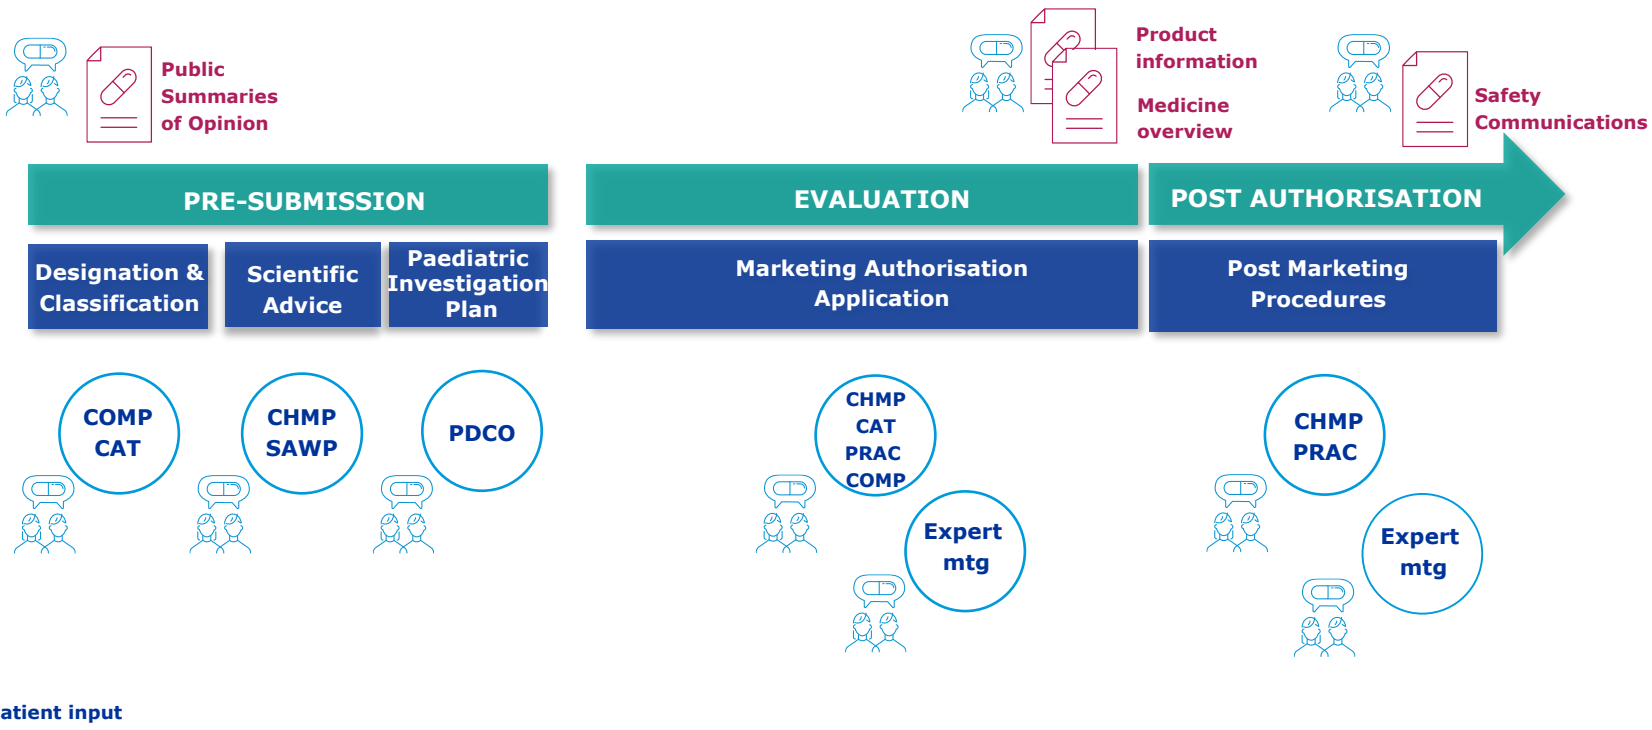 Public
Summaries
of Opinion
Product
information
Medicine
overview
Safety
Communications
PRE-SUBMISSION
EVALUATION
POST AUTHORISATION
Designation &
Classification
Scientific
Advice
Paediatric
Investigation
Plan
Marketing Authorisation
Application
Post Marketing
Procedures
COMP
CAT
CHMP
SAWP
PDCO
CHMP
CAT
PRAC
COMP
Expert
mtg
CHMP
PRAC
Expert
mtg
atient input